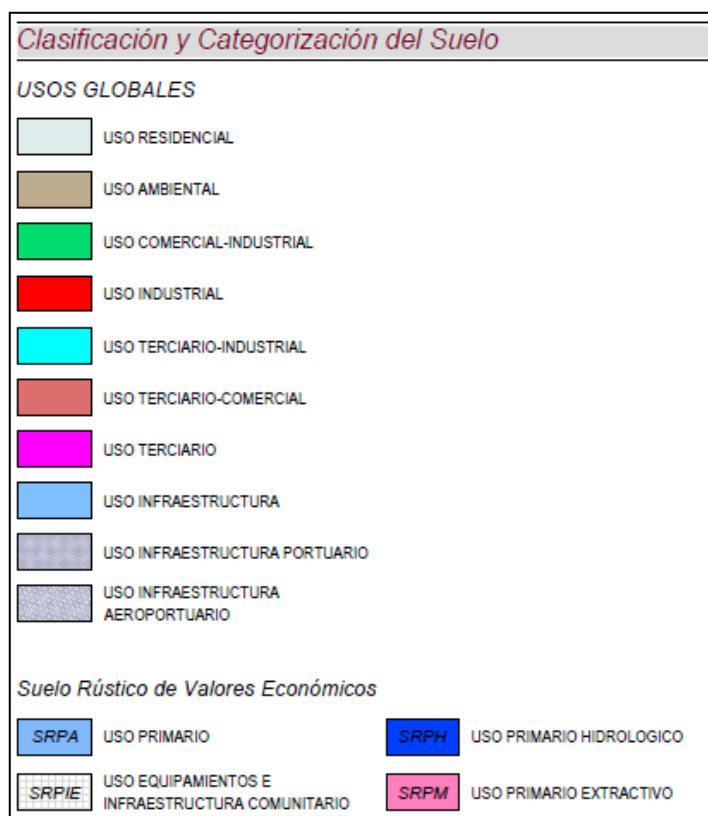 Clasificación y Categorización del Suelo
USOS GLOBALES
USO RESIDENCIAL
USO AMBIENTAL
USO COMERCIAL-INDUSTRIAL
USO INDUSTRIAL
USO TERCIARIO-INDUSTRIAL
USO TERCIARIO-COMERCIAL
USO TERCIARIO
USO INFRAESTRUCTURA
USO INFRAESTRUCTURA PORTUARIO
USO INFRAESTRUCTURA
AEROPORTUARIO
Suelo Rústico de Valores Económicos
SRPA USO PRIMARIO
SRPH USO PRIMARIO HIDROLOGICO
SRPIE USO EQUIPAMIENTOS E
INFRAESTRUCTURA COMUNITARIO
SRPM USO PRIMARIO EXTRACTIVO